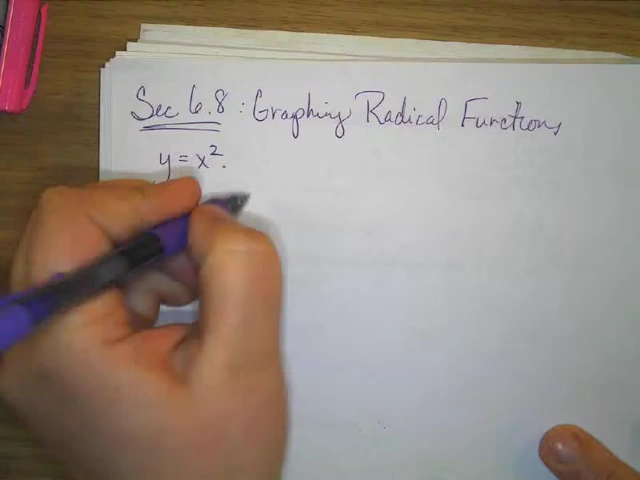 Sec 6.8: Graphing Radical Functions
y = x².